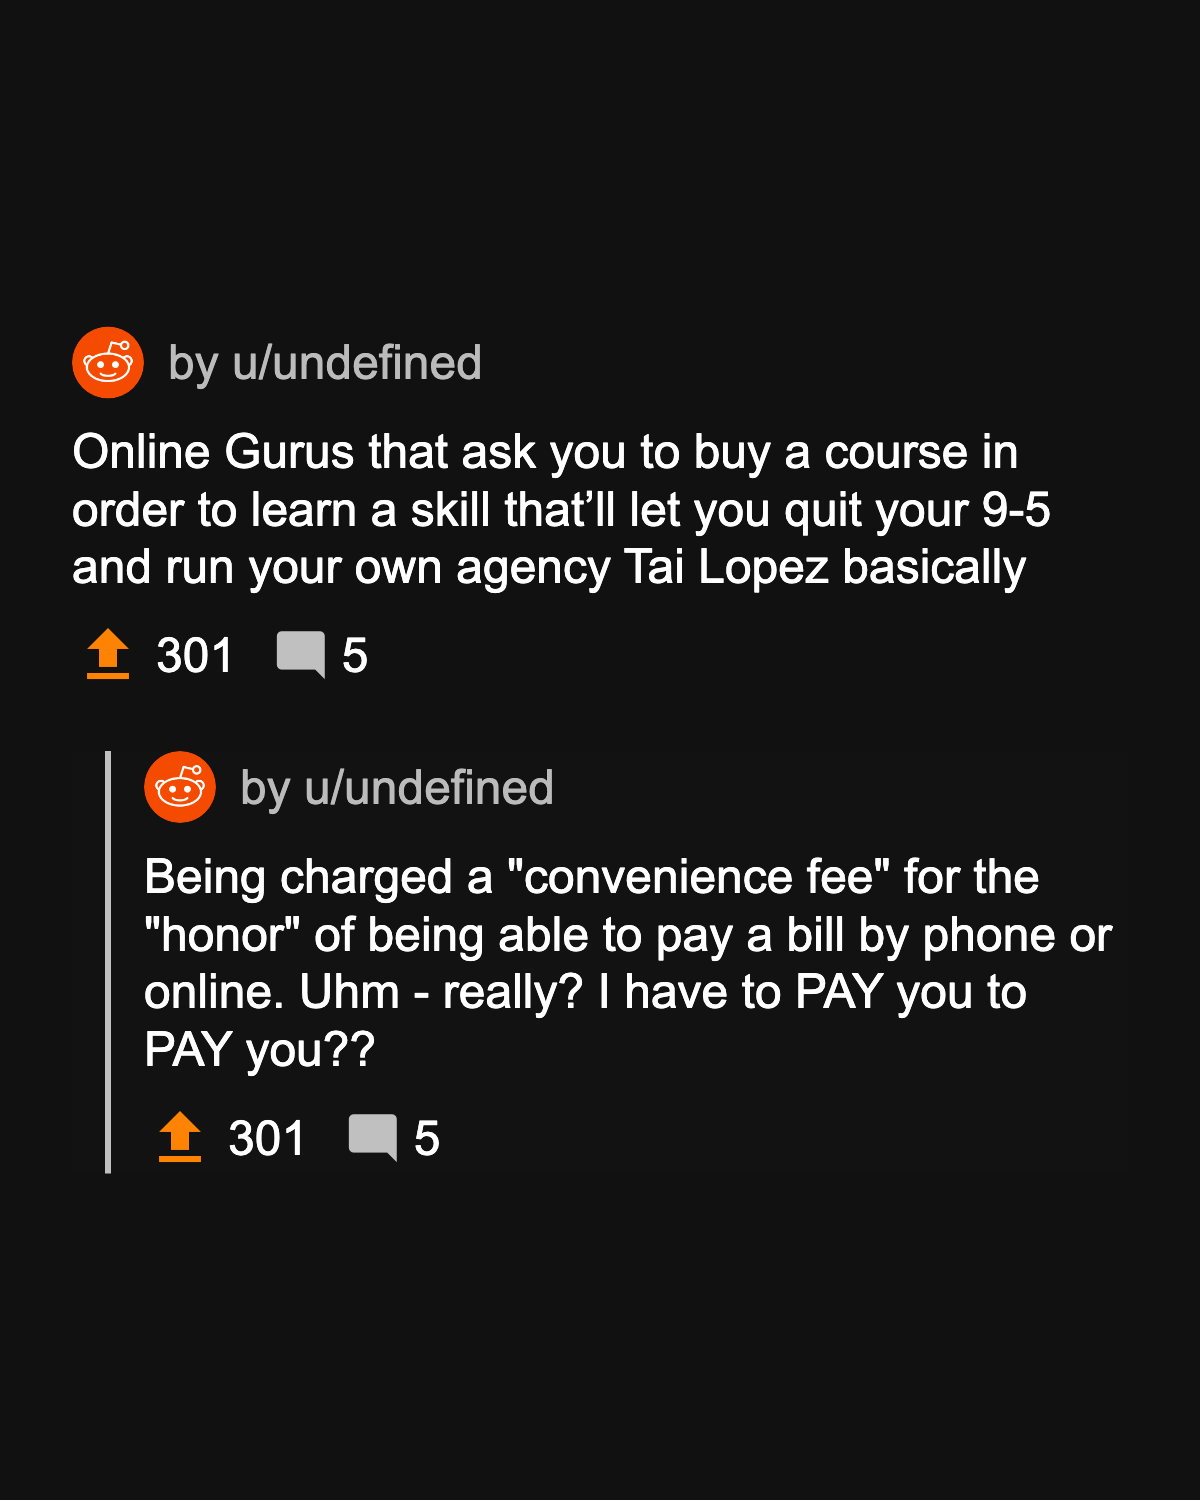 by u/undefined
Online Gurus that ask you to buy a course in
order to learn a skill that’ll let you quit your 9-5
and run your own agency Tai Lopez basically
301 5
by u/undefined
Being charged a "convenience fee" for the
"honor" of being able to pay a bill by phone or
online. Uhm - really? I have to PAY you to
PAY you??
301 5